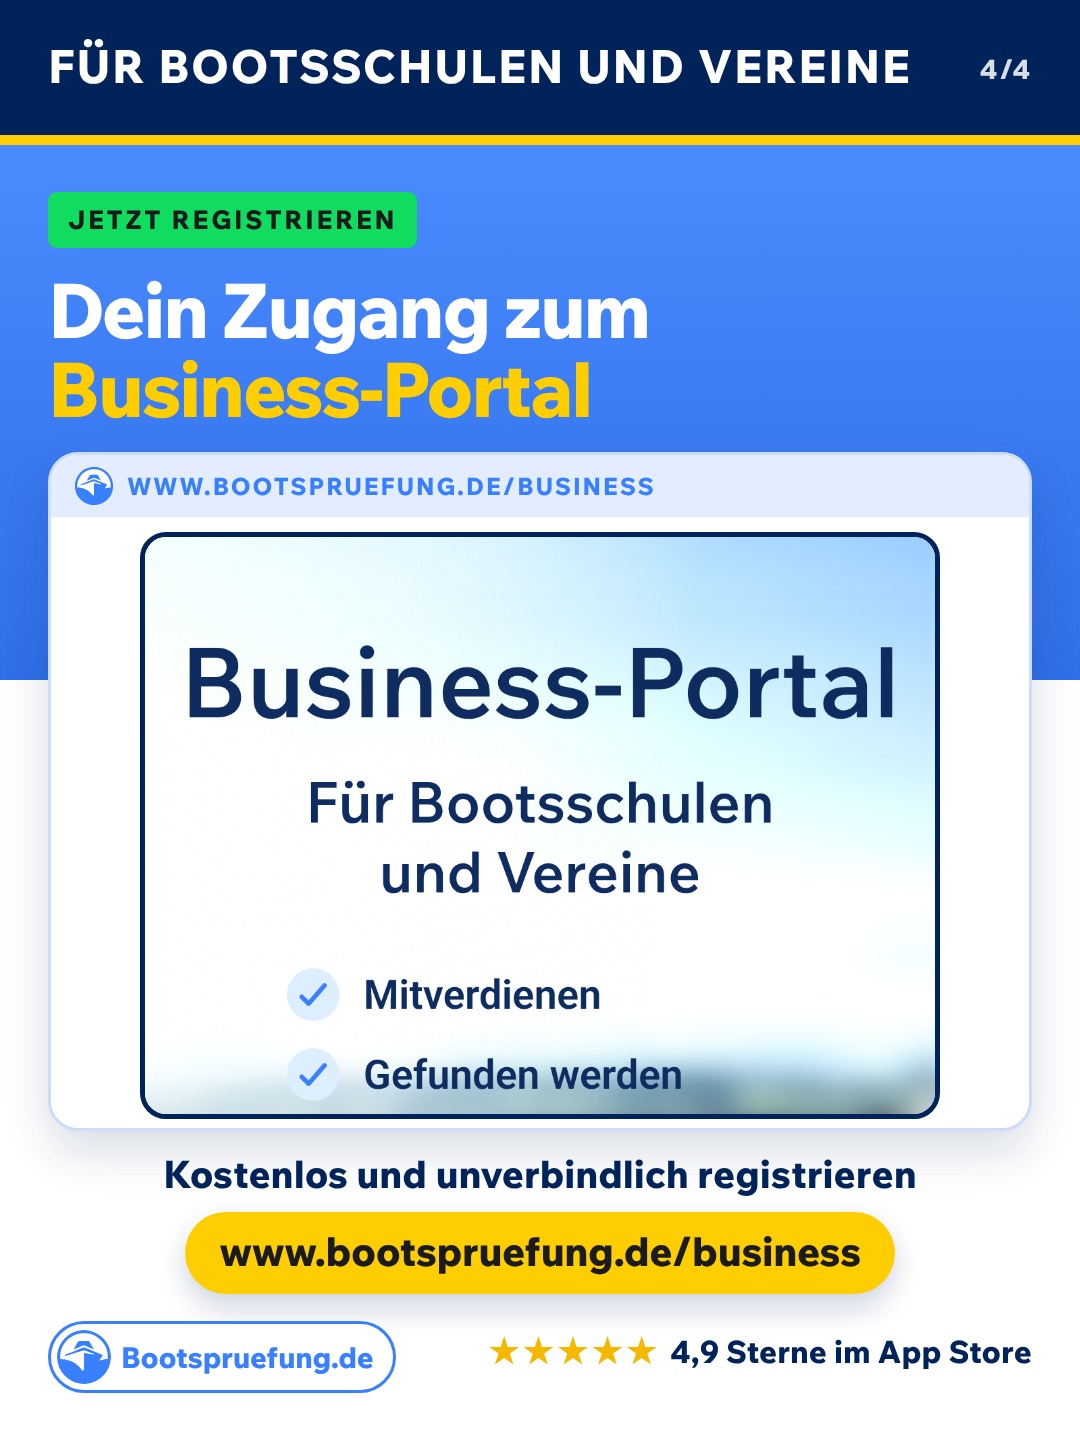 FÜR BOOTSSCHULEN UND VEREINE
4/4
JETZT REGISTRIEREN
Dein Zugang zum
Business-Portal
WWW.BOOTSPRUEFUNG.DE/BUSINESS
Business-Portal
Für Bootsschulen
und Vereine
Mitverdienen
Gefunden werden
Kostenlos und unverbindlich registrieren
www.bootspruefung.de/business
Bootspruefung.de
★★★★★ 4,9 Sterne im App Store